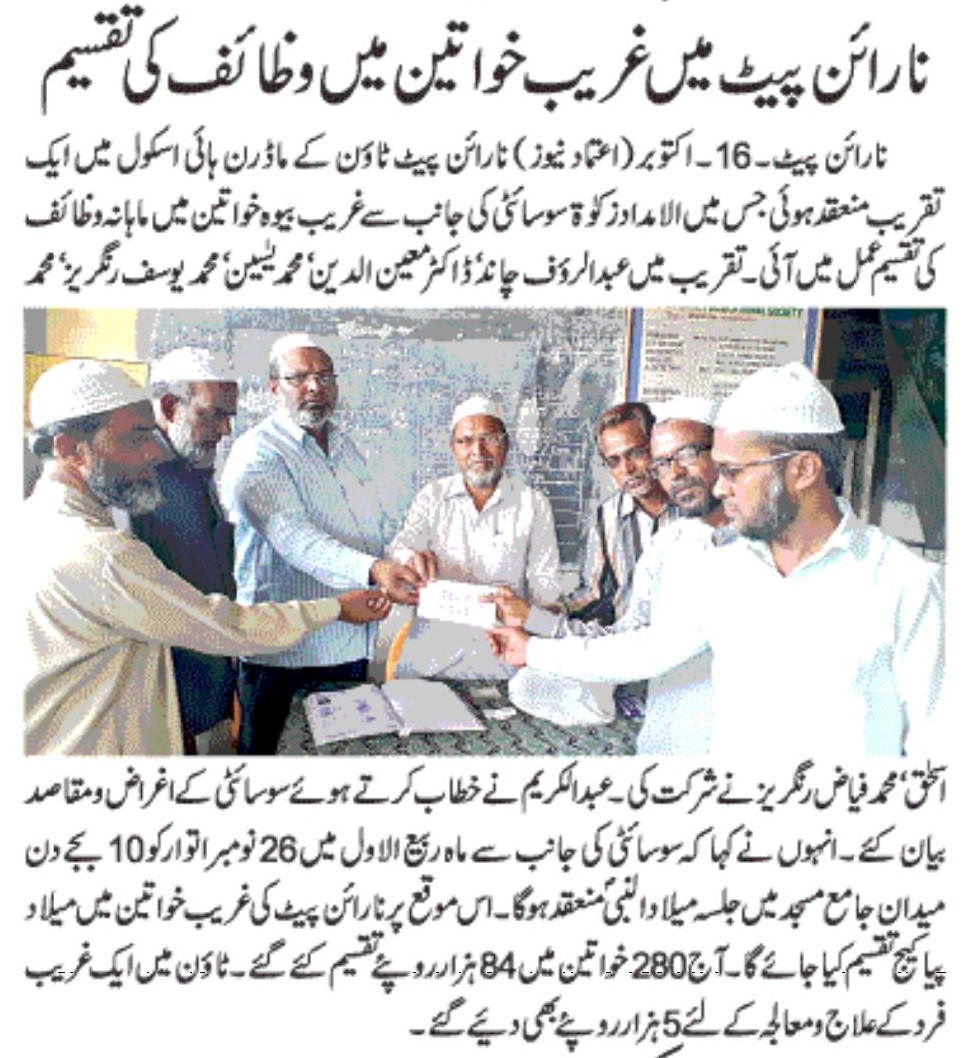 نارائن پیٹ میں غریب خواتین میں وظائف کی تقسیم
نارائن پیٹ۔16۔اکتوبر(اعتماد نیوز) نارائن پیٹ ٹاؤن کے ماڈرن ہائی اسکول میں ایک
تقریب منعقد ہوئی جس میں الامداد زکوٰۃ سوسائٹی کی جانب سے غریب بیوہ خواتین میں ماہانہ وظائف
کی تقسیم عمل میں آئی۔تقریب میں عبدالرؤف چاند‘ ڈاکٹر معین الدین‘ محمد یٰسین‘ محمد یوسف رنگریز‘ محمد
SOCIETY
الحق‘ محمد فیاض رنگریز نے شرکت کی۔عبدالکریم نے خطاب کرتے ہوئے سوسائٹی کے اغراض و مقاصد
بیان کئے۔انہوں نے کہا کہ سوسائٹی کی جانب سے ماہ ربیع الاول میں 26 نومبر اتوار کو 10 بجے دن
میدان جامع مسجد میں جلسہ میلاد النبیؐ منعقد ہوگا۔اس موقع پر نارائن پیٹ کی غریب خواتین میں میلاد
پیاکیج تقسیم کیا جائے گا۔آج 280 خواتین میں 84 ہزار روپئے تقسیم کئے گئے۔ٹاؤن میں ایک غریب
فرد کے علاج و معالجہ کے لئے 5 ہزار روپئے بھی دیئے گئے۔